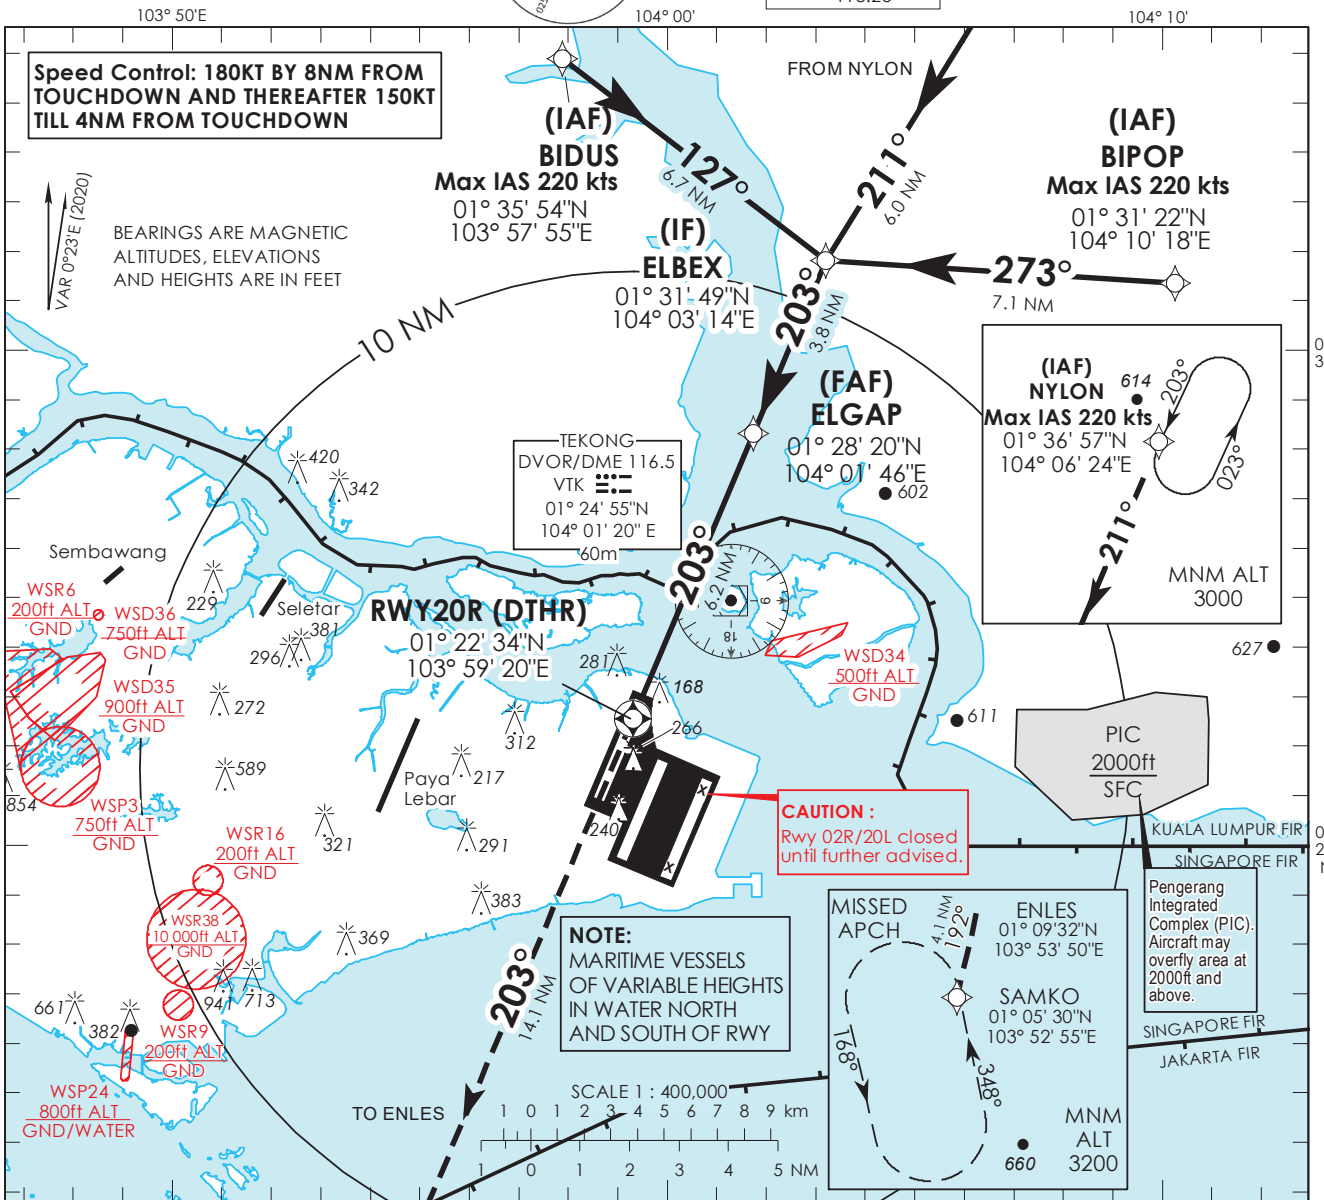 103° 50'E
104° 00'
104° 10'
025
Speed Control: 180KT BY 8NM FROM
TOUCHDOWN AND THEREAFTER 150KT
TILL 4NM FROM TOUCHDOWN
VAR 0°23'E (2020)
BEARINGS ARE MAGNETIC
ALTITUDES, ELEVATIONS
AND HEIGHTS ARE IN FEET
(IAF)
BIDUS
Max IAS 220 kts
01° 35' 54"N
103° 57' 55"E
127°
6.7 NM
FROM NYLON
211°
6.0 NM
(IAF)
BIPOP
Max IAS 220 kts
01° 31' 22"N
104° 10' 18"E
273°
7.1 NM
(IF)
ELBEX
01° 31' 49"N
104° 03' 14"E
203°
3.8 NM
10 NM
(FAF)
ELGAP
01° 28' 20"N
104° 01' 46"E
602
(IAF)
NYLON
Max IAS 220 kts
01° 36' 57"N
104° 06' 24"E
614
203°
023°
211°
MNM ALT
3000
0
3
TEKONG
DVOR/DME 116.5
VTK
01° 24' 55"N
104° 01' 20" E
60m
420
342
203°
6.2 NM
9
18
Sembawang
229
Seletar
381
296
272
589
321
312
217
281
168
266
240
291
383
369
RWY20R (DTHR)
01° 22' 34"N
103° 59' 20"E
WSR6
200ft ALT
GND
WSD36
750ft ALT
GND
WSD35
900ft ALT
GND
WSP3
750ft ALT
GND
854
WSD34
500ft ALT
GND
627
611
PIC
2000ft
SFC
Paya
Lebar
X
X
CAUTION :
Rwy 02R/20L closed
until further advised.
KUALA LUMPUR FIR
SINGAPORE FIR
0
2
Pengerang
Integrated
Complex (PIC).
Aircraft may
overfly area at
2000ft and
above.
WSR16
200ft ALT
GND
WSR38
10 000ft ALT
GND
941
713
661
382
WSR9
200ft ALT
GND
WSP24
800ft ALT
GND/WATER
NOTE:
MARITIME VESSELS
OF VARIABLE HEIGHTS
IN WATER NORTH
AND SOUTH OF RWY
203°
14.1 NM
TO ENLES
MISSED
APCH
4.1 NM
192°
ENLES
01° 09'32"N
103° 53' 50"E
SAMKO
01° 05' 30"N
103° 52' 55"E
168°
348°
MNM
ALT
3200
660
SINGAPORE FIR
JAKARTA FIR
SCALE 1 : 400,000
1 0 1 2 3 4 5 6 7 8 9 km
1 0 1 2 3 4 5 NM